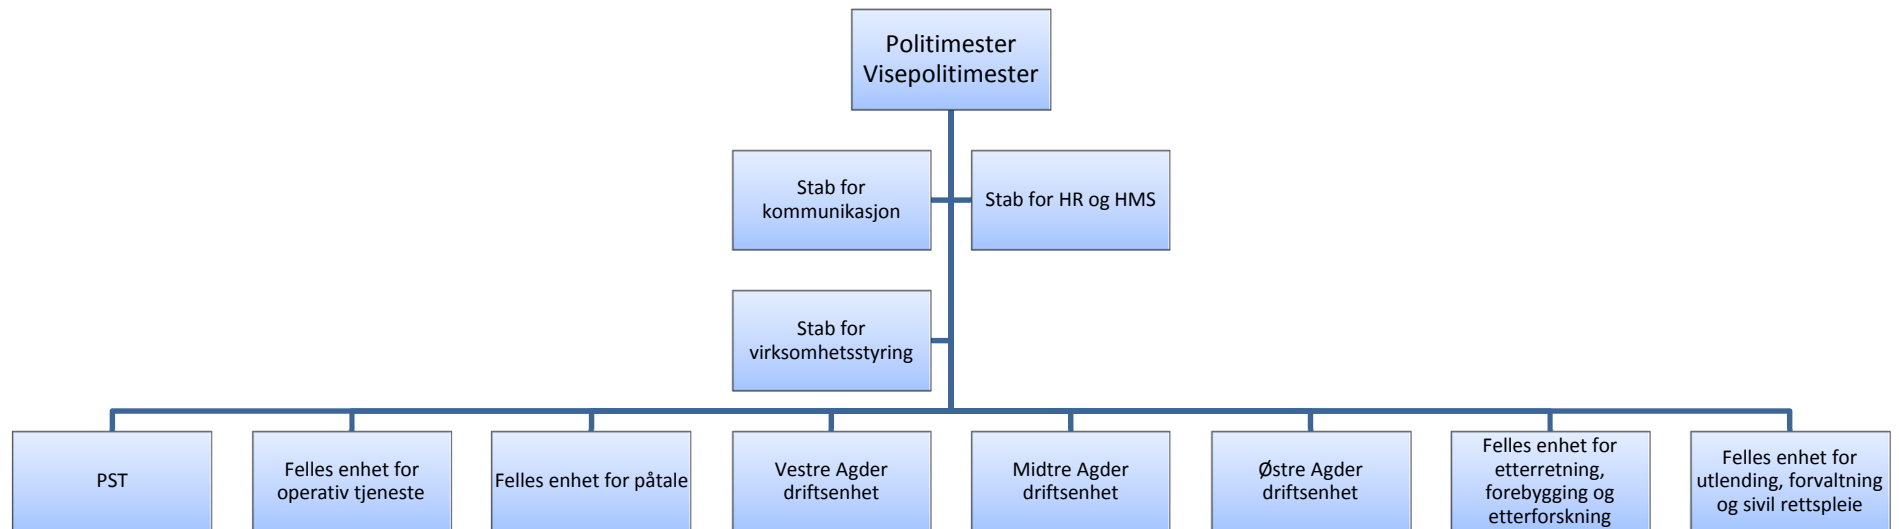 Politimester
Visepolitimester
Stab for
kommunikasjon
Stab for HR og HMS
Stab for
virksomhetsstyring
PST
Felles enhet for
operativ tjeneste
Felles enhet for påtale
Vestre Agder
driftsenhet
Midtre Agder
driftsenhet
Østre Agder
driftsenhet
Felles enhet for
etterretning,
forebygging og
etterforskning
Felles enhet for
utlending, forvaltning
og sivil rettspleie